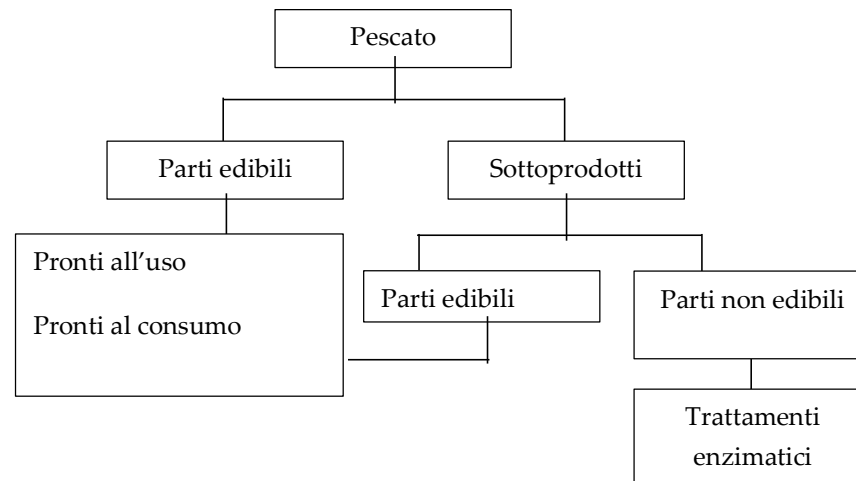 Pescato
Parti edibili
Sottoprodotti
Pronti all’uso
Pronti al consumo
Parti edibili
Parti non edibili
Trattamenti
enzimatici